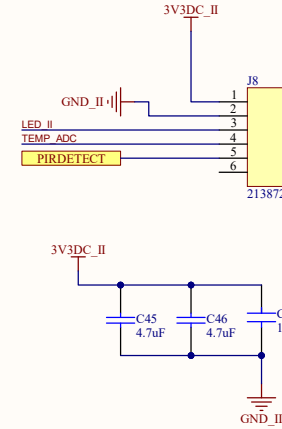 3V3DC_II
J8
1
GND_II
2
LED_II
3
TEMP_ADC
4
PIRDETECT
5
6
213872
3V3DC_II
C45
4.7uF
C46
4.7uF
C
1
GND_II